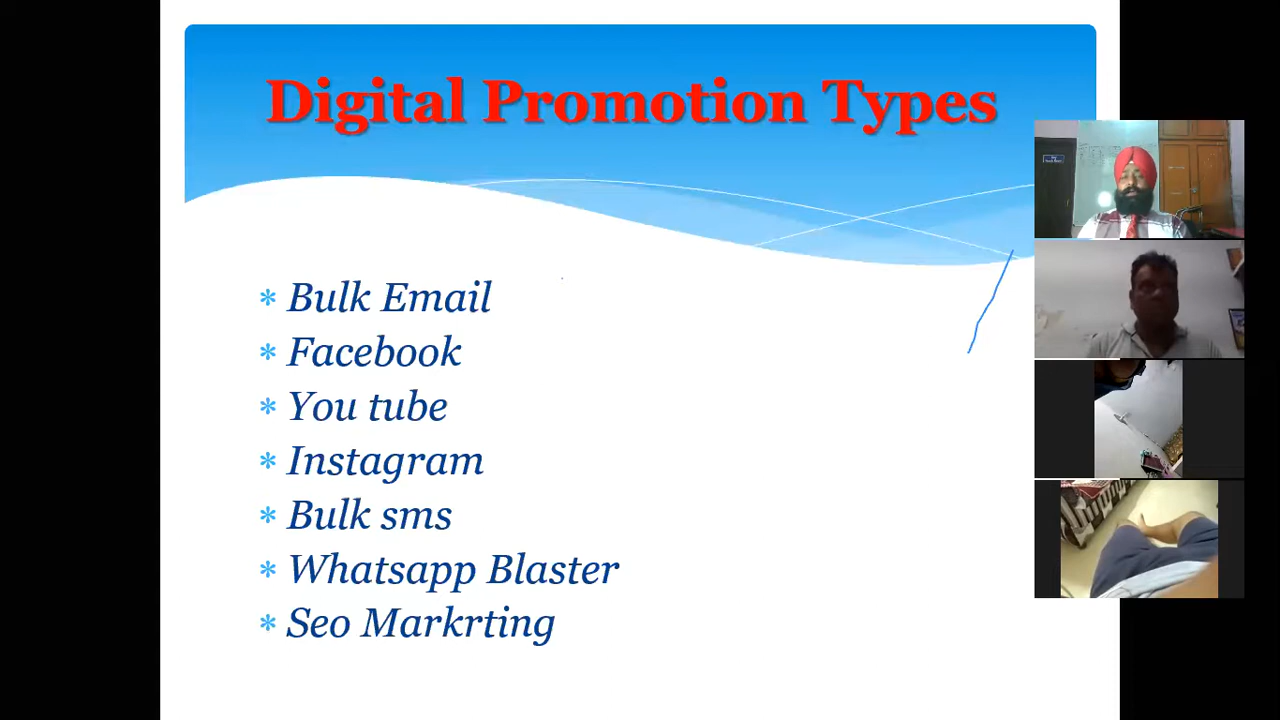 Digital Promotion Types
Bulk Email
Facebook
You tube
Instagram
Bulk sms
Whatsapp Blaster
Seo Markrting